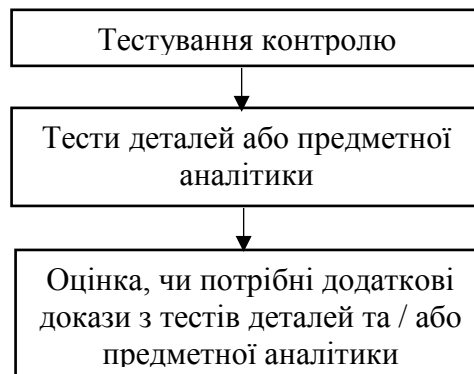 Тестування контролю
Тести деталей або предметної
аналітики
Оцінка, чи потрібні додаткові
докази з тестів деталей та / або
предметної аналітики